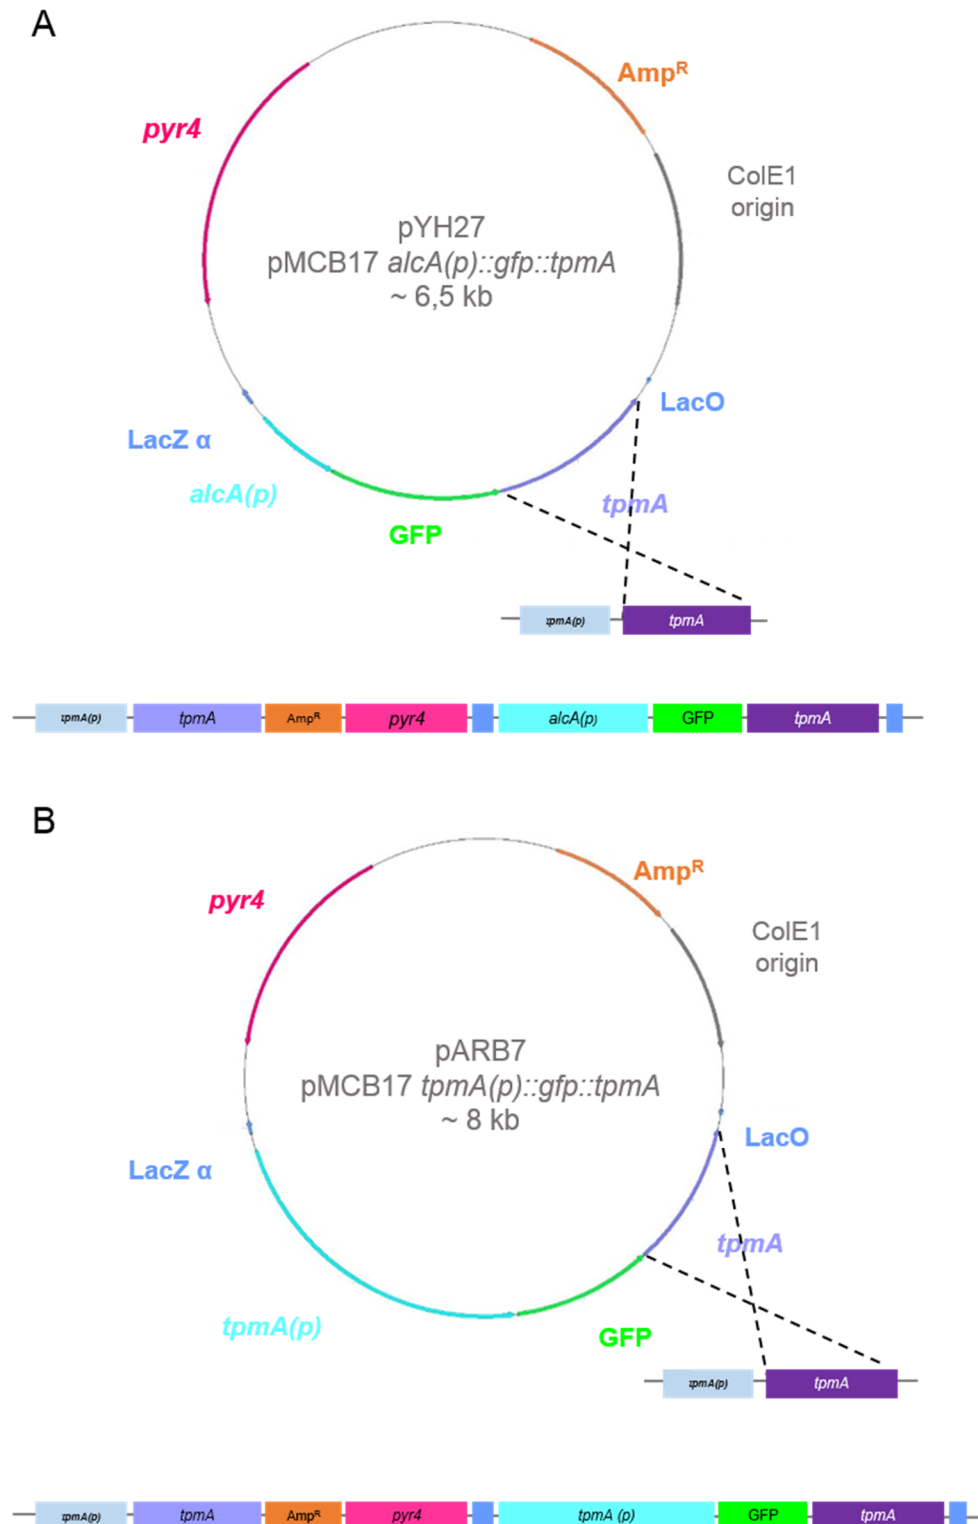 A
Ampᴿ
pyr4
ColE1
origin
pYH27
pMCB17 alcA(p)::gfp::tpmA
~ 6,5 kb
LacO
LacZ α
alcA(p)
tpmA
GFP
tpmA(p) tpmA
tpmA(p) tpmA Ampᴿ pyr4 alcA(p) GFP tpmA
B
Ampᴿ
pyr4
ColE1
origin
pARB7
pMCB17 tpmA(p)::gfp::tpmA
~ 8 kb
LacO
LacZ α
tpmA
tpmA(p)
GFP
tpmA(p) tpmA
tpmA(p) tpmA Ampᴿ pyr4 tpmA (p) GFP tpmA